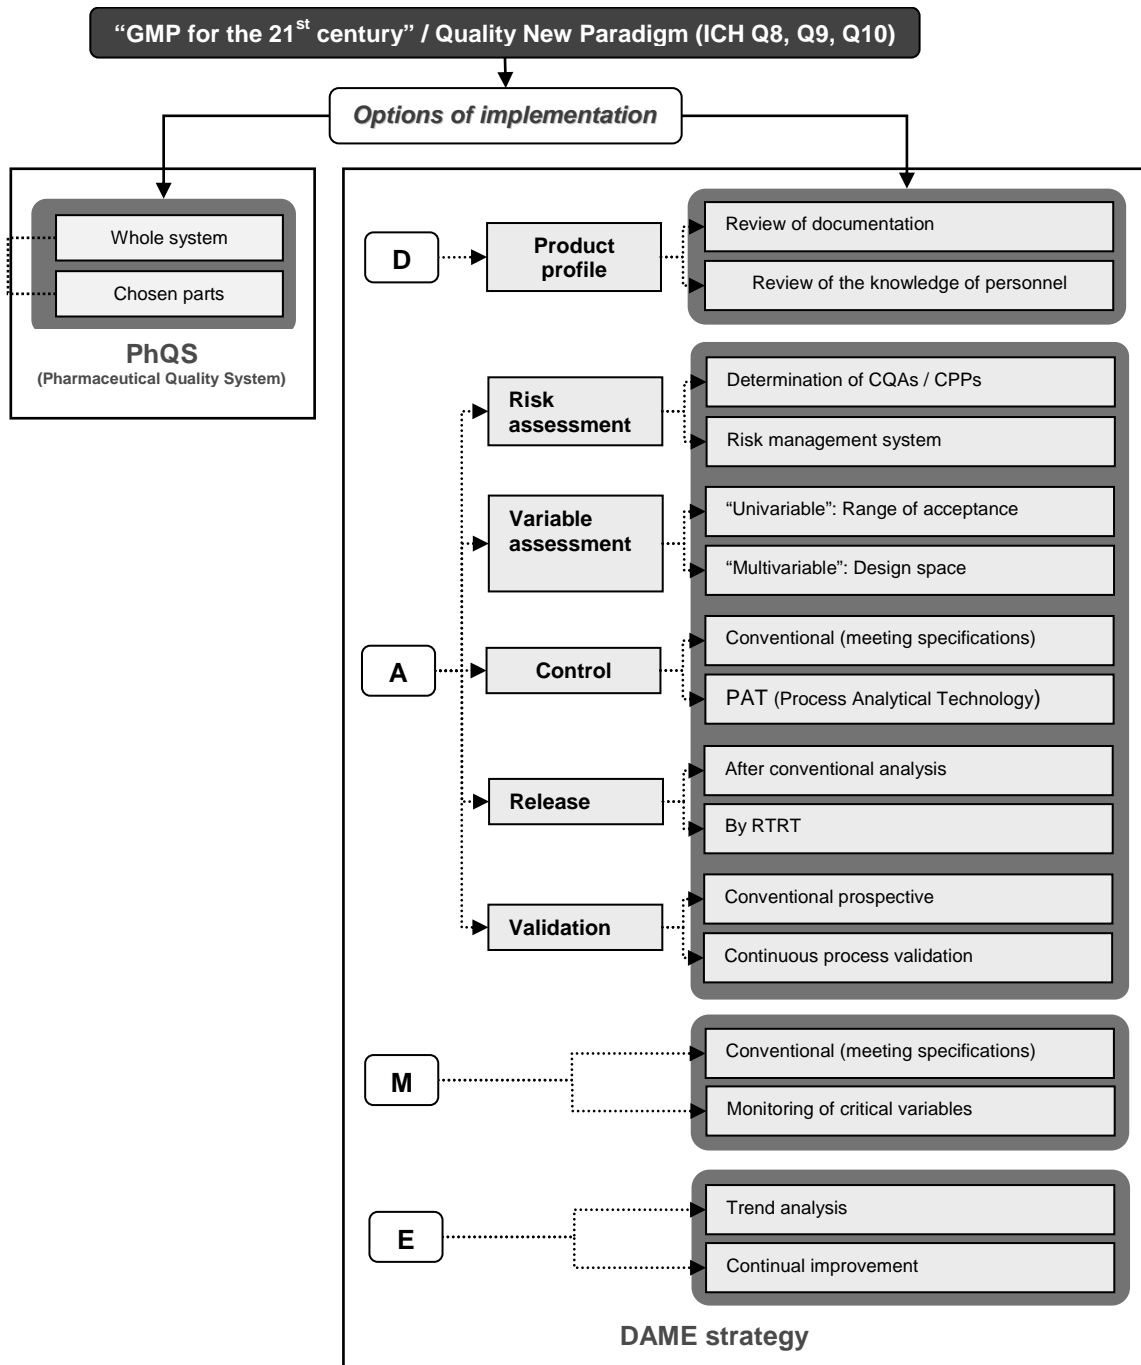 “GMP for the 21st century” / Quality New Paradigm (ICH Q8, Q9, Q10)
Options of implementation
Whole system
Chosen parts
PhQS
(Pharmaceutical Quality System)
D
Product
profile
Review of documentation
Review of the knowledge of personnel
Risk
assessment
Determination of CQAs / CPPs
Risk management system
Variable
assessment
“Univariable”: Range of acceptance
“Multivariable”: Design space
A
Control
Conventional (meeting specifications)
PAT (Process Analytical Technology)
Release
After conventional analysis
By RTRT
Validation
Conventional prospective
Continuous process validation
M
Conventional (meeting specifications)
Monitoring of critical variables
E
Trend analysis
Continual improvement
DAME strategy